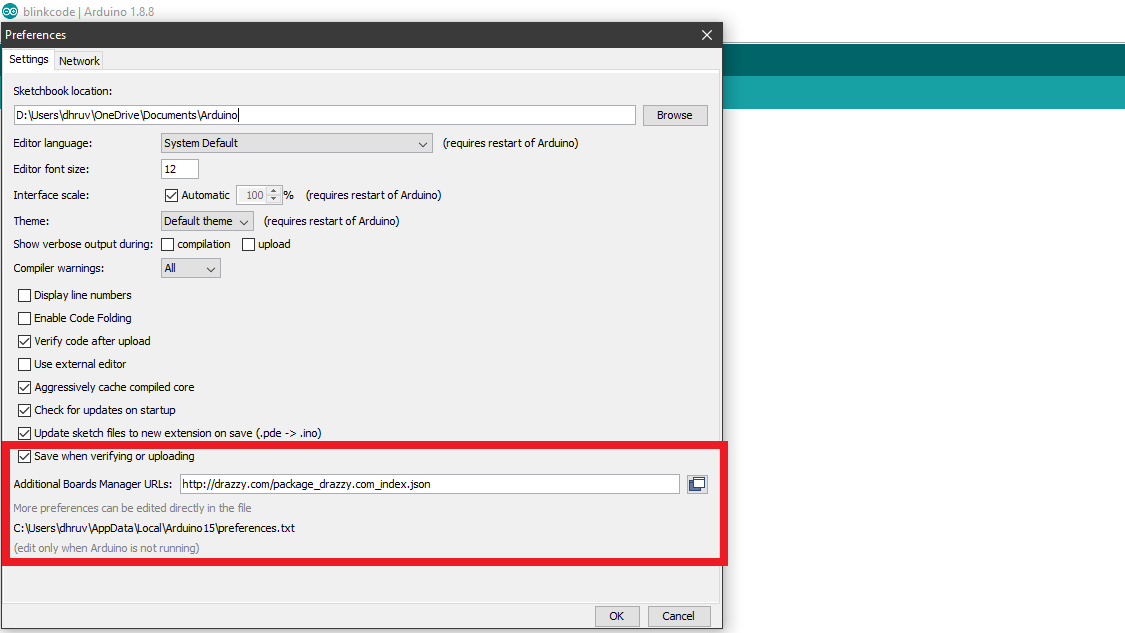 blinkcode | Arduino 1.8.8
Preferences
Settings Network
Sketchbook location:
D:\Users\dhruv\OneDrive\Documents\Arduino Browse
Editor language: System Default (requires restart of Arduino)
Editor font size: 12
Interface scale: Automatic 100 % (requires restart of Arduino)
Theme: Default theme (requires restart of Arduino)
Show verbose output during: compilation upload
Compiler warnings: All
Display line numbers
Enable Code Folding
Verify code after upload
Use external editor
Aggressively cache compiled core
Check for updates on startup
Update sketch files to new extension on save (.pde -> .ino)
Save when verifying or uploading
Additional Boards Manager URLs: http://drazzy.com/package_drazzy.com_index.json
More preferences can be edited directly in the file
C:\Users\dhruv\AppData\Local\Arduino15\preferences.txt
(edit only when Arduino is not running)
OK Cancel